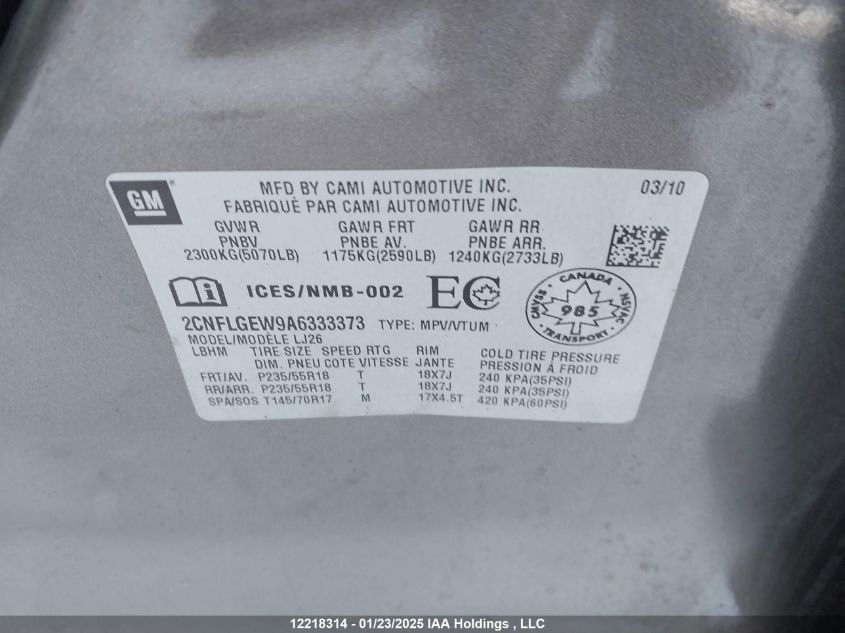 GM
MFD BY CAMI AUTOMOTIVE INC. 03/10
FABRIQUÉ PAR CAMI AUTOMOTIVE INC.
GVWR GAWR FRT GAWR RR
PNBV PNBE AV. PNBE ARR.
2300KG(5070LB) 1175KG(2590LB) 1240KG(2733LB)
ICES/NMB-002 EC
CANADA
CMVSS 985 NSVAC
TRANSPORT
2CNFLGEW9A6333373 TYPE: MPV/VTUM
MODEL/MODÈLE LJ26
LBHM TIRE SIZE SPEED RTG RIM COLD TIRE PRESSURE
DIM. PNEU COTE VITESSE JANTE PRESSION À FROID
FRT/AV. P235/55R18 T 18X7J 240 KPA(35PSI)
RR/ARR. P235/55R18 T 18X7J 240 KPA(35PSI)
SPA/SOS T145/70R17 M 17X4.5T 420 KPA(60PSI)
12218314 - 01/23/2025 IAA Holdings , LLC